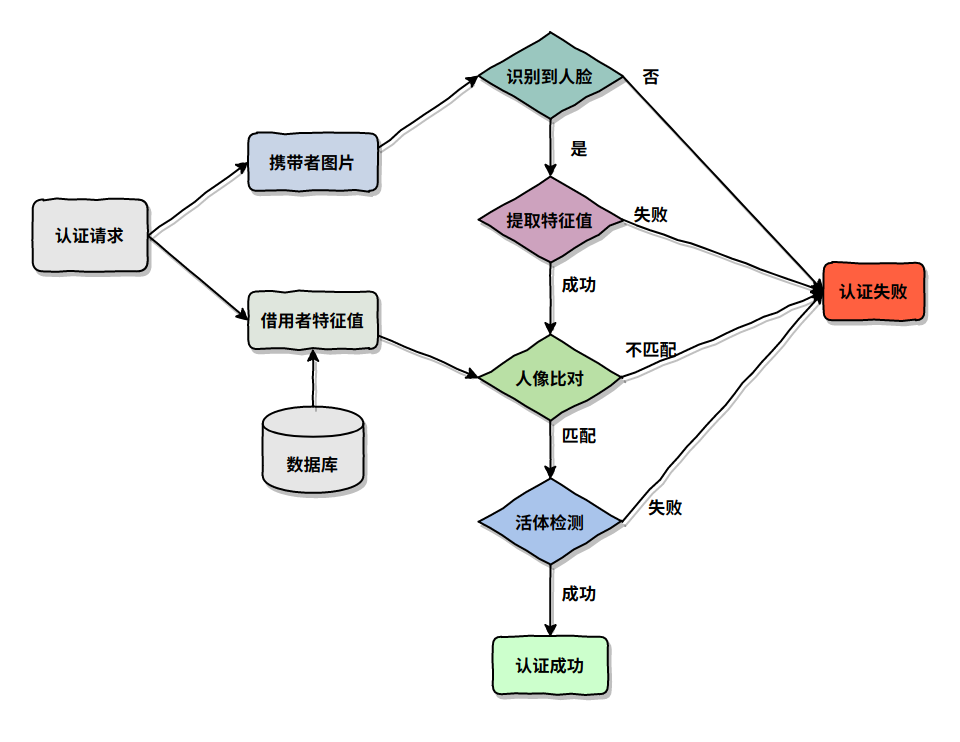 识别到人脸
否
是
携带者图片
提取特征值
失败
认证请求
成功
认证失败
借用者特征值
不匹配
人像比对
匹配
数据库
失败
活体检测
成功
认证成功